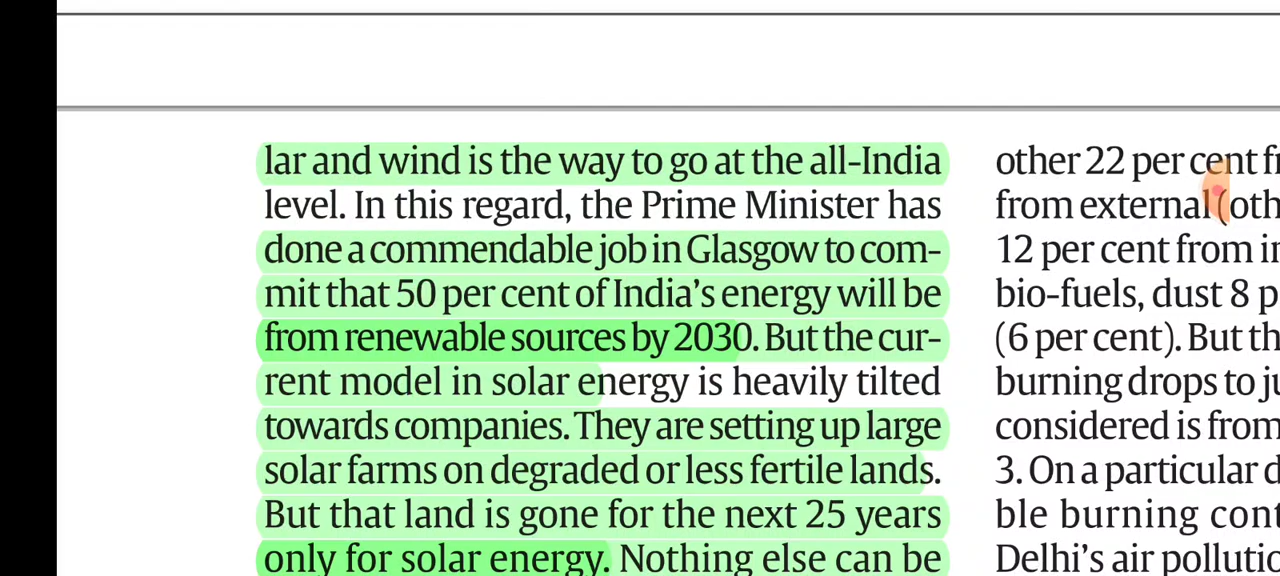 lar and wind is the way to go at the all-India
level. In this regard, the Prime Minister has
done a commendable job in Glasgow to com-
mit that 50 per cent of India’s energy will be
from renewable sources by 2030. But the cur-
rent model in solar energy is heavily tilted
towards companies. They are setting up large
solar farms on degraded or less fertile lands.
But that land is gone for the next 25 years
only for solar energy. Nothing else can be
other 22 per cent
from external
12 per cent from
bio-fuels, dust 8
(6 per cent). But
burning drops to
considered is from
3. On a particular
ble burning
Delhi’s air